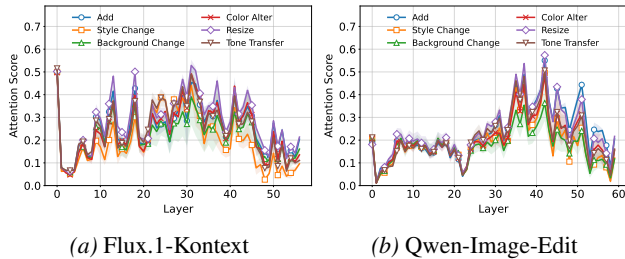 Add
Style Change
Background Change
Color Alter
Resize
Tone Transfer
0.7
0.6
0.5
0.4
0.3
0.2
0.1
0.0
Attention Score
0 10 20 30 40 50
Layer
(a) Flux.1-Kontext
Add
Style Change
Background Change
Color Alter
Resize
Tone Transfer
0.7
0.6
0.5
0.4
0.3
0.2
0.1
0.0
Attention Score
0 10 20 30 40 50 60
Layer
(b) Qwen-Image-Edit